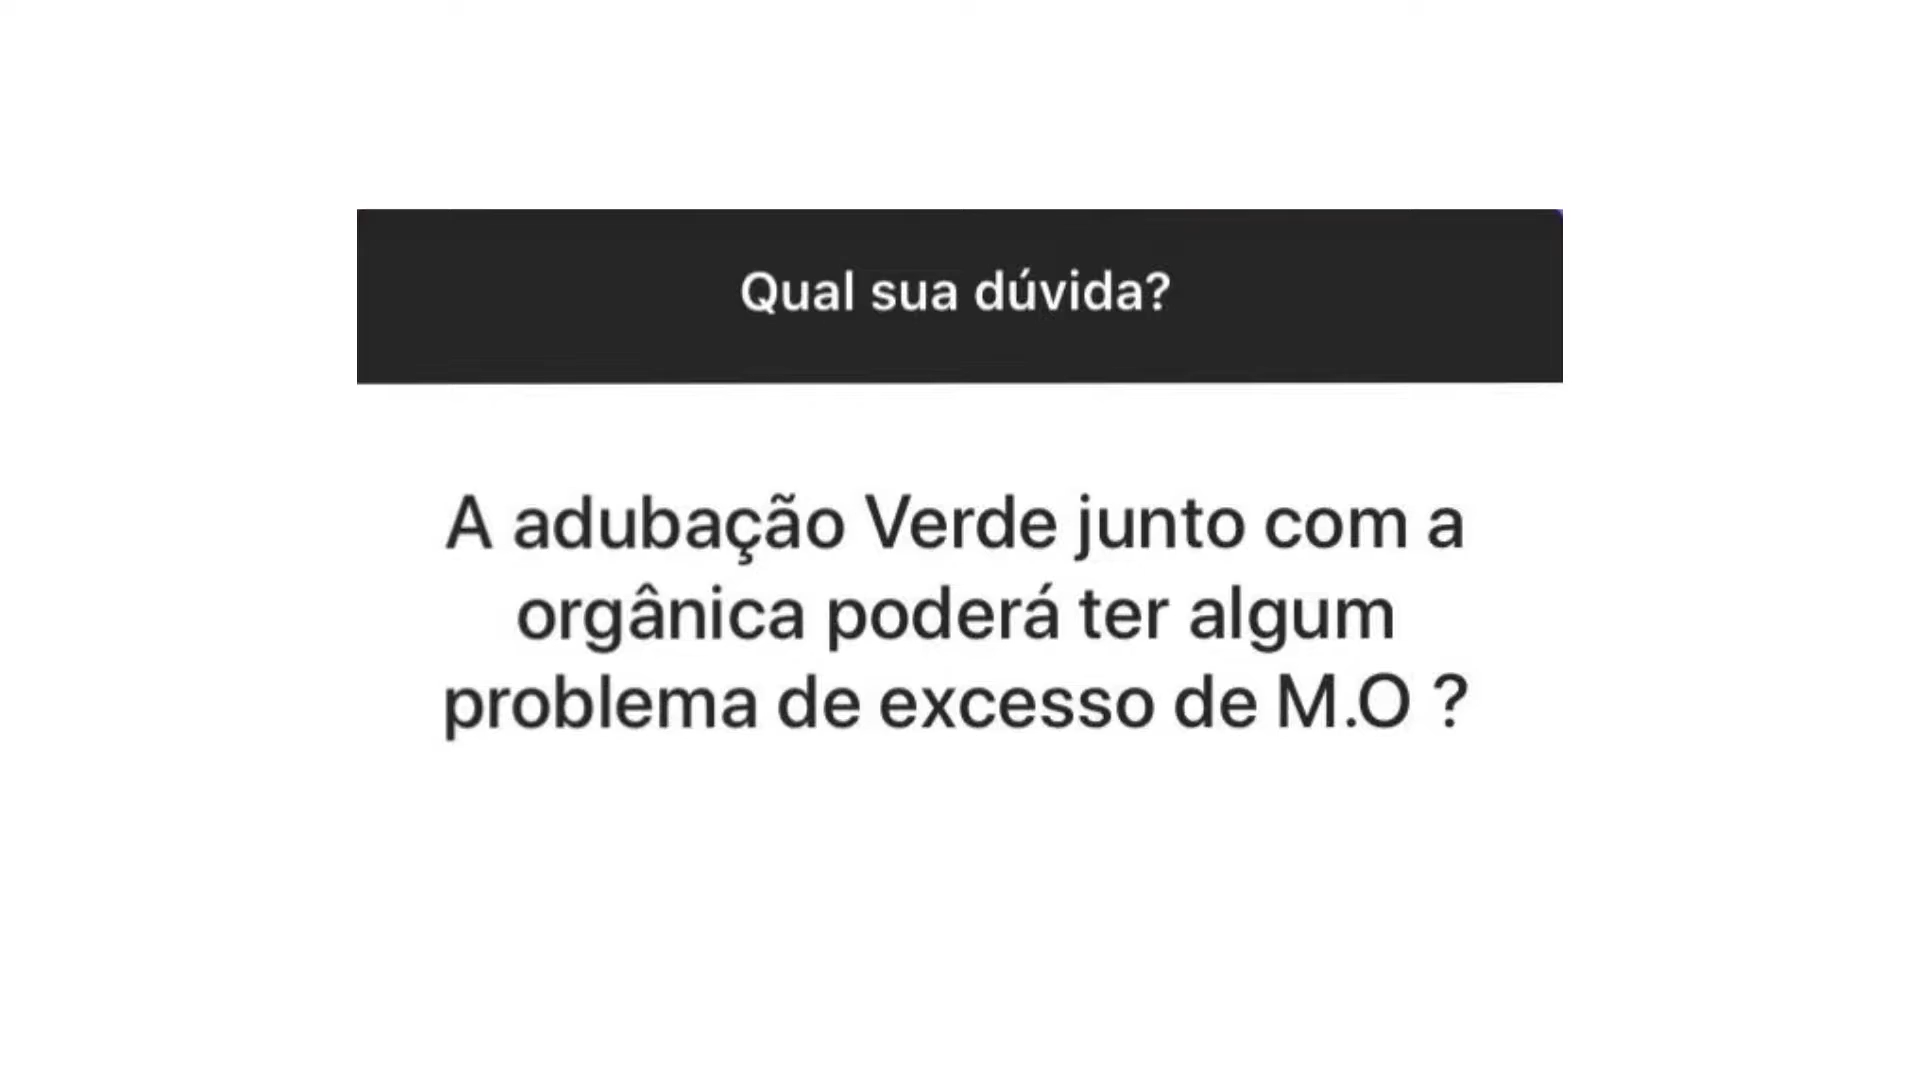 Qual sua dúvida?
A adubação Verde junto com a
orgânica poderá ter algum
problema de excesso de M.O ?